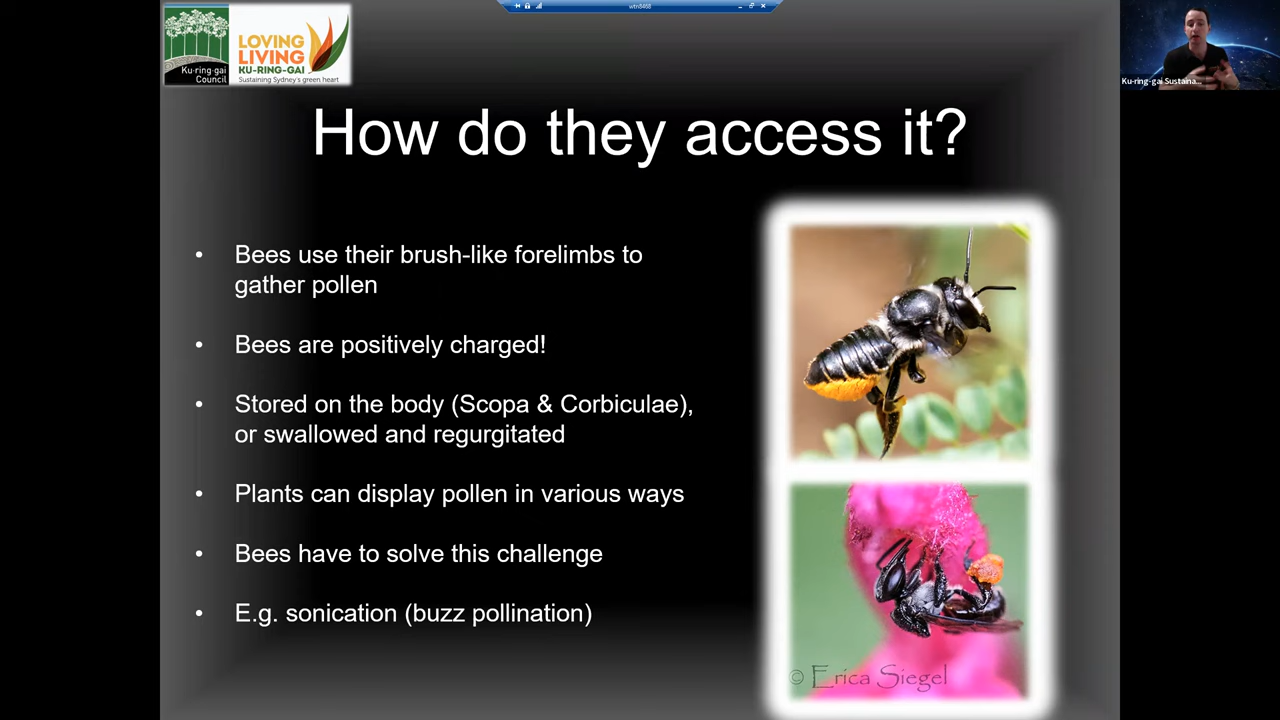 wtn8468
Ku-ring-gai
Council
LOVING
LIVING
KU-RING-GAI
Sustaining Sydney's green heart
Ku-ring-gai Sustaina...
How do they access it?
• Bees use their brush-like forelimbs to
gather pollen
• Bees are positively charged!
• Stored on the body (Scopa & Corbiculae),
or swallowed and regurgitated
• Plants can display pollen in various ways
• Bees have to solve this challenge
• E.g. sonication (buzz pollination)
© Erica Siegel